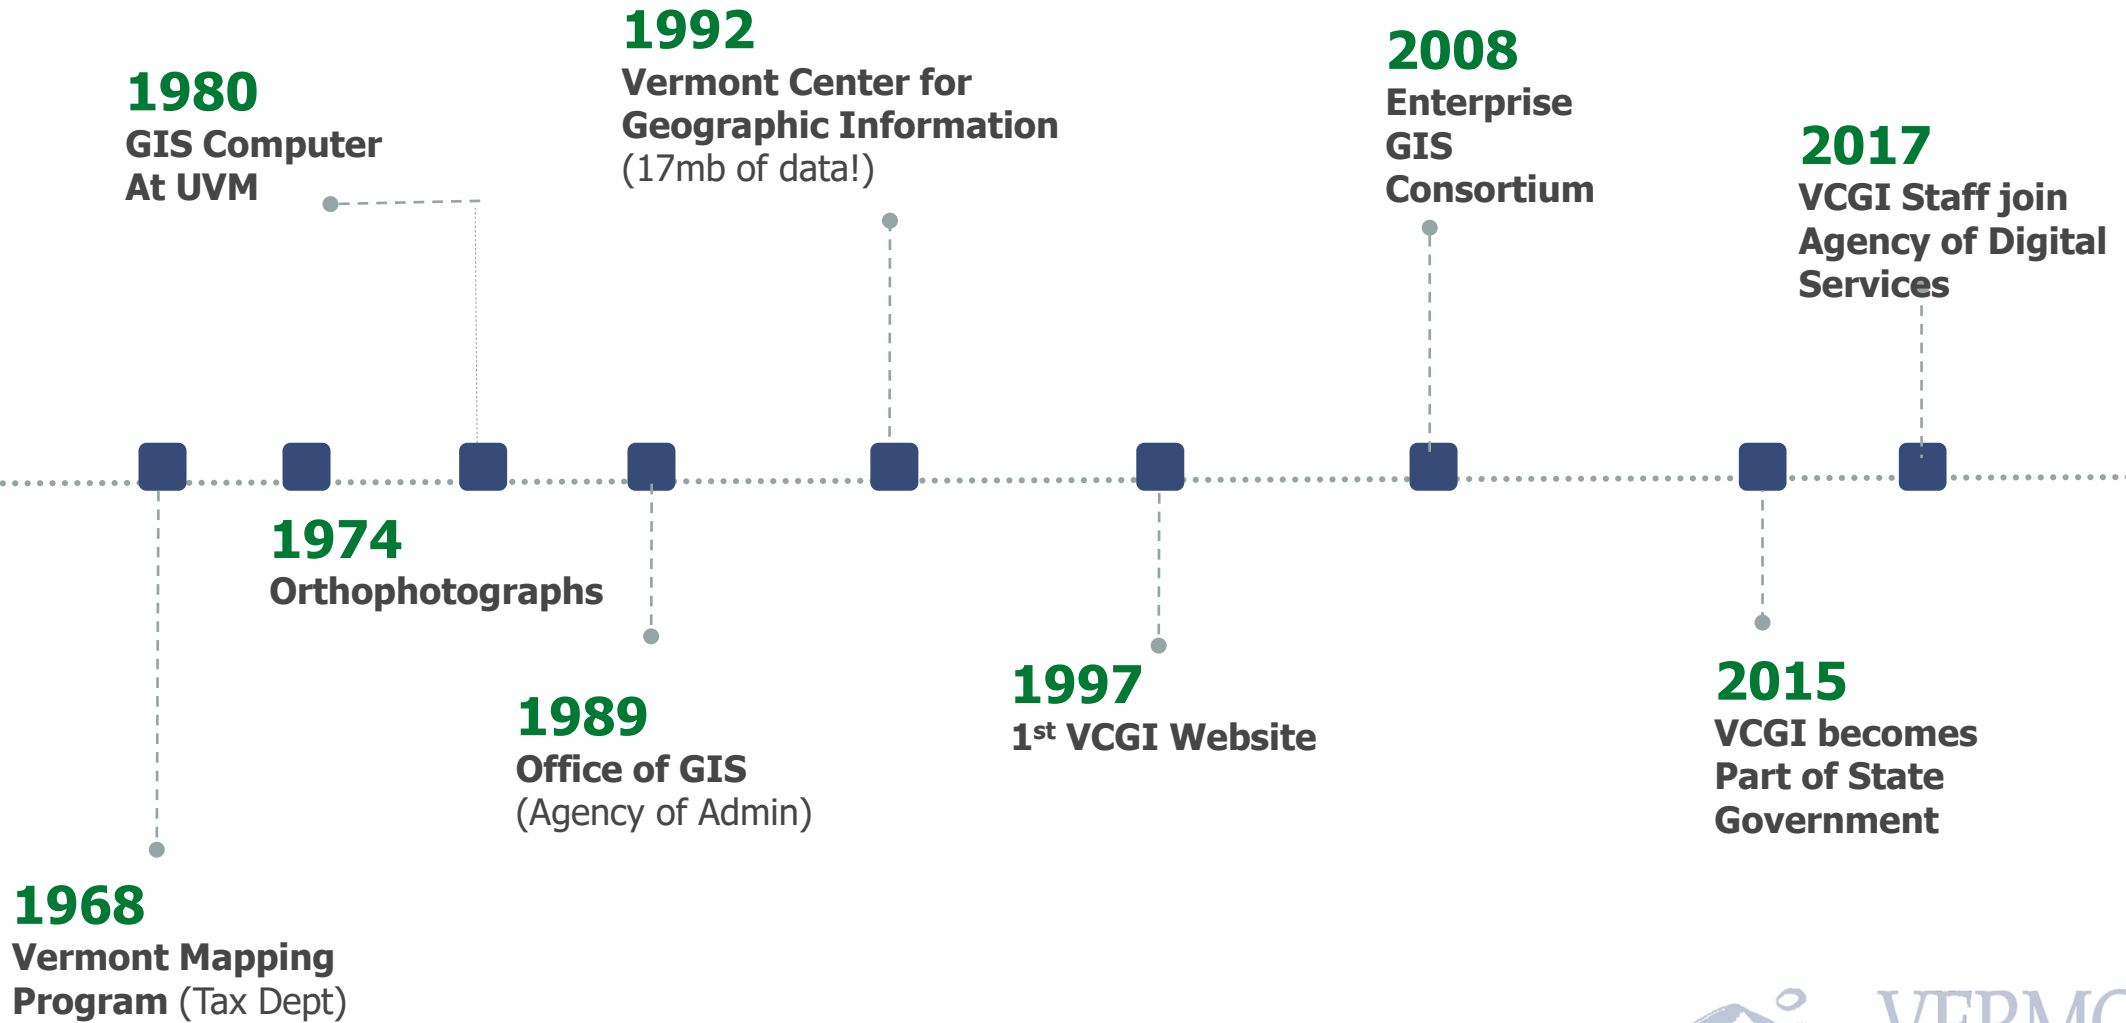 1992
Vermont Center for
Geographic Information
(17mb of data!)
2008
Enterprise
GIS
Consortium
1980
GIS Computer
At UVM
2017
VCGI Staff join
Agency of Digital
Services
1974
Orthophotographs
1989
Office of GIS
(Agency of Admin)
1997
1st VCGI Website
2015
VCGI becomes
Part of State
Government
1968
Vermont Mapping
Program (Tax Dept)